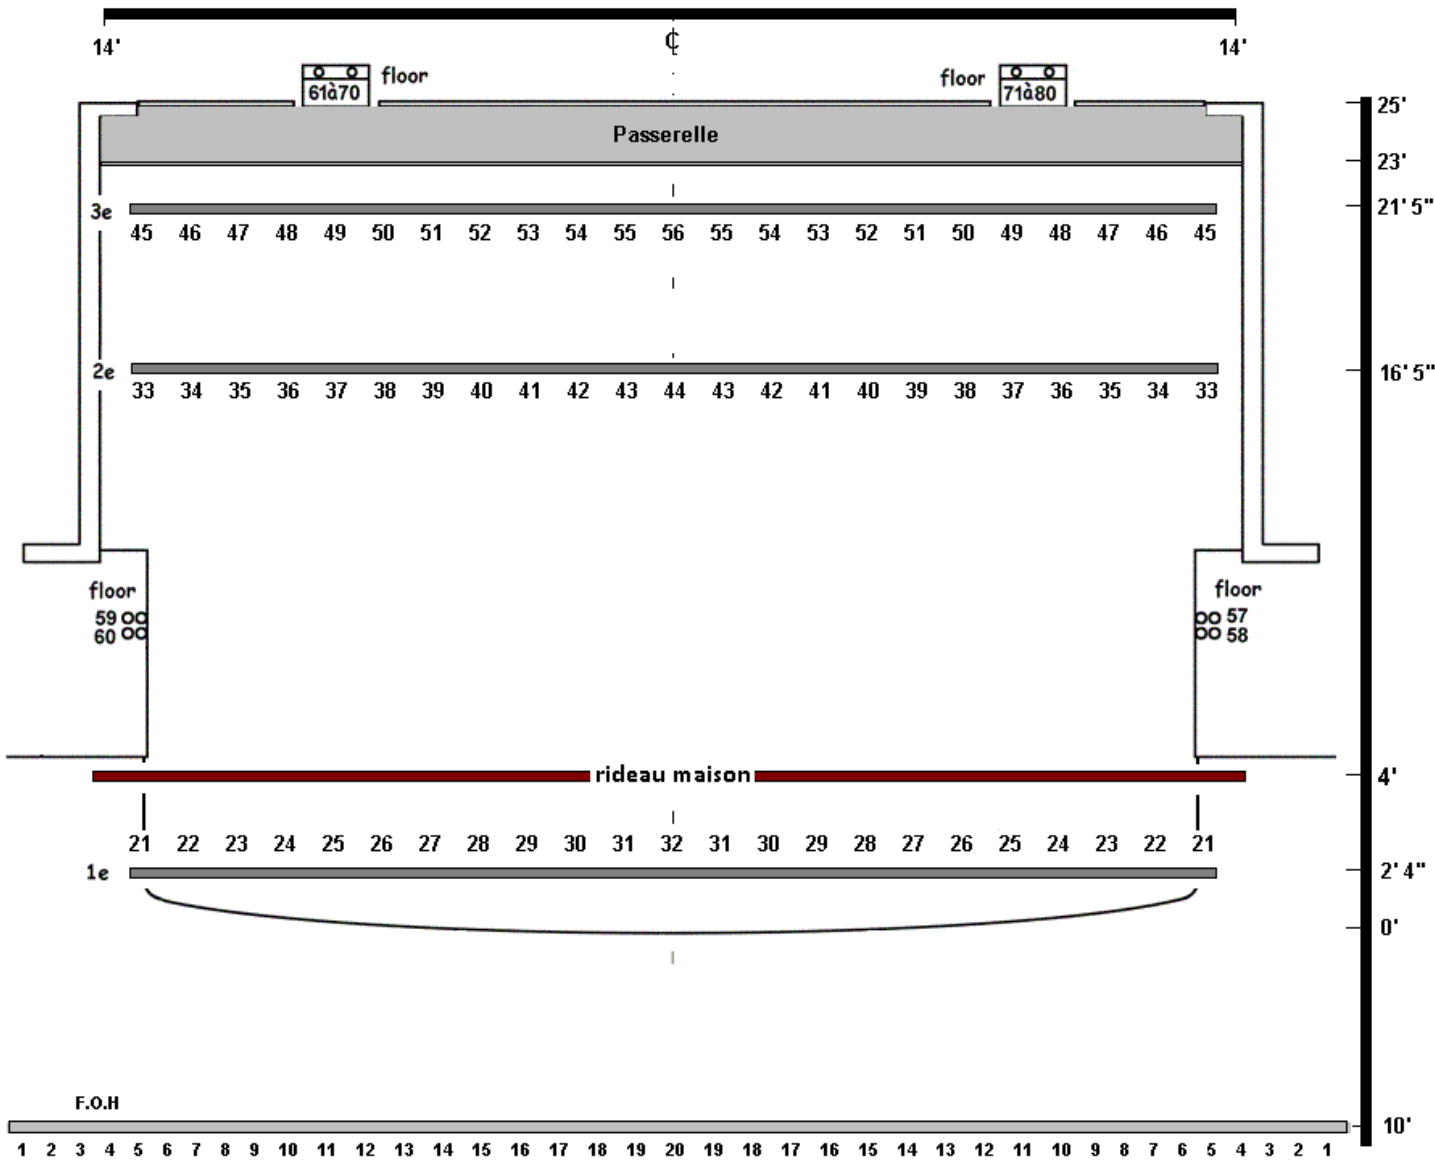 14' ℄ 14'
floor floor
61à70 71à80
25'
Passerelle
23'
3e 21'5"
45 46 47 48 49 50 51 52 53 54 55 56 55 54 53 52 51 50 49 48 47 46 45
2e 16'5"
33 34 35 36 37 38 39 40 41 42 43 44 43 42 41 40 39 38 37 36 35 34 33
floor floor
59 57
60 58
rideau maison 4'
21 22 23 24 25 26 27 28 29 30 31 32 31 30 29 28 27 26 25 24 23 22 21
1e 2'4"
0'
F.O.H
10'
1 2 3 4 5 6 7 8 9 10 11 12 13 14 15 16 17 18 19 20 19 18 17 16 15 14 13 12 11 10 9 8 7 6 5 4 3 2 1